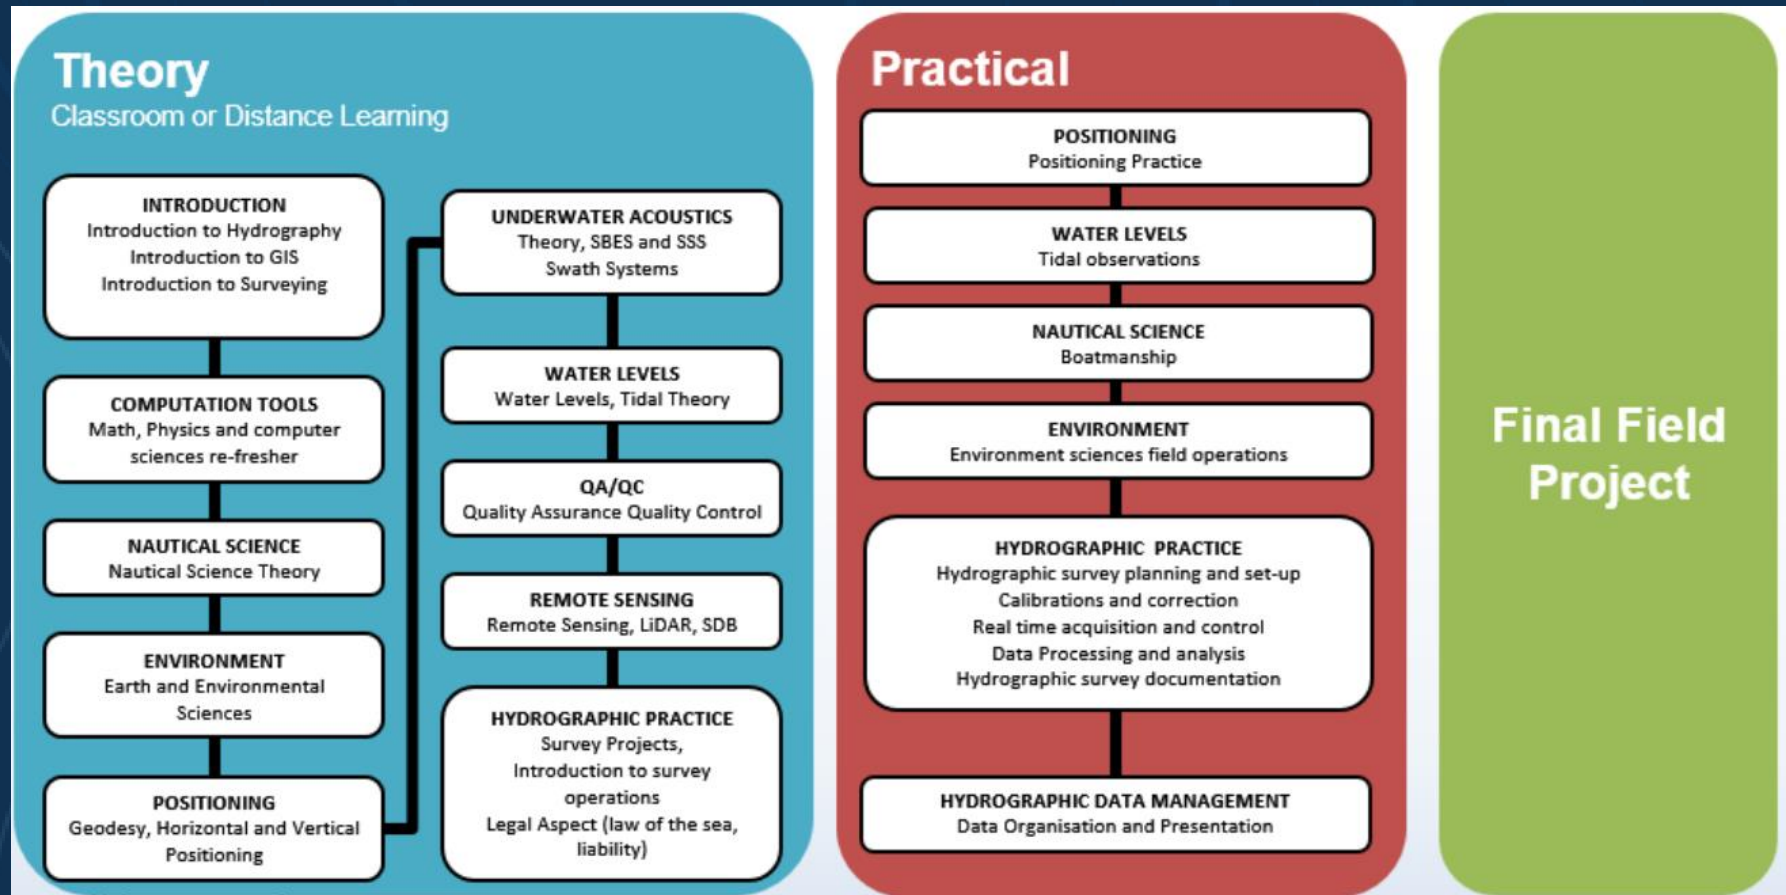 Theory
Classroom or Distance Learning
INTRODUCTION
Introduction to Hydrography
Introduction to GIS
Introduction to Surveying
COMPUTATION TOOLS
Math, Physics and computer
sciences re-fresher
NAUTICAL SCIENCE
Nautical Science Theory
ENVIRONMENT
Earth and Environmental
Sciences
POSITIONING
Geodesy, Horizontal and Vertical
Positioning
UNDERWATER ACOUSTICS
Theory, SBES and SSS
Swath Systems
WATER LEVELS
Water Levels, Tidal Theory
QA/QC
Quality Assurance Quality Control
REMOTE SENSING
Remote Sensing, LiDAR, SDB
HYDROGRAPHIC PRACTICE
Survey Projects,
Introduction to survey
operations
Legal Aspect (law of the sea,
liability)
Practical
POSITIONING
Positioning Practice
WATER LEVELS
Tidal observations
NAUTICAL SCIENCE
Boatmanship
ENVIRONMENT
Environment sciences field operations
HYDROGRAPHIC PRACTICE
Hydrographic survey planning and set-up
Calibrations and correction
Real time acquisition and control
Data Processing and analysis
Hydrographic survey documentation
HYDROGRAPHIC DATA MANAGEMENT
Data Organisation and Presentation
Final Field
Project